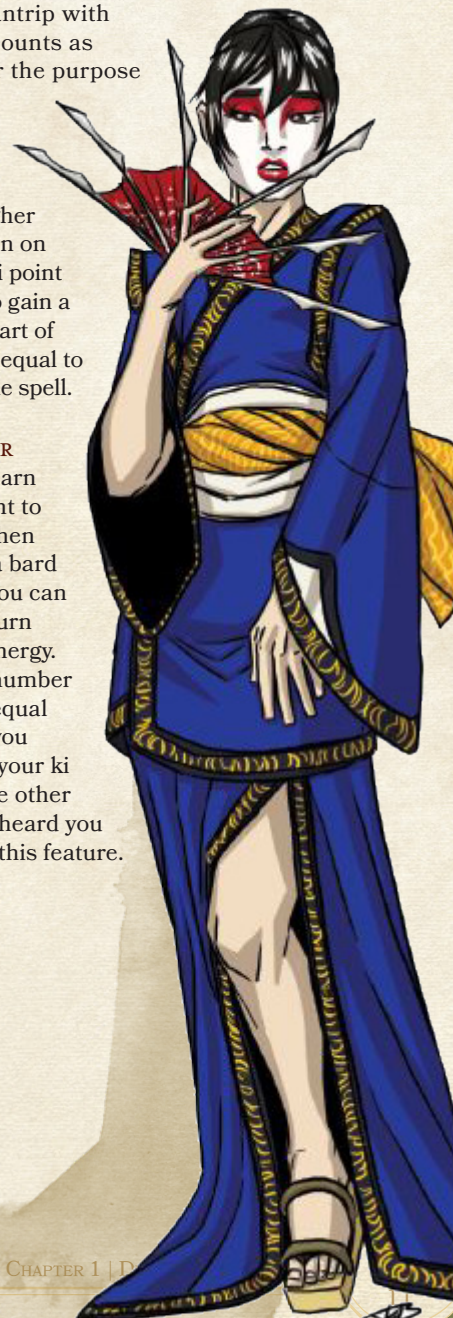 ntrip with
ounts as
r the purpose
her
n on
i point
o gain a
art of
equal to
e spell.
R
arn
nt to
hen
a bard
ou can
urn
nergy.
number
equal
you
your ki
e other
heard you
this feature.
CHAPTER 1 | D